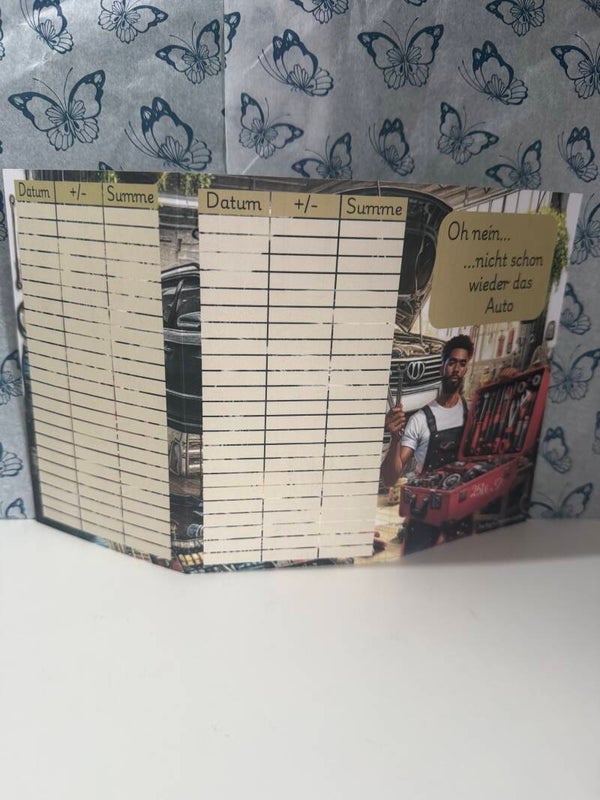 Datum +/- Summe
Datum +/- Summe
Oh nein...
...nicht schon
wieder das
Auto